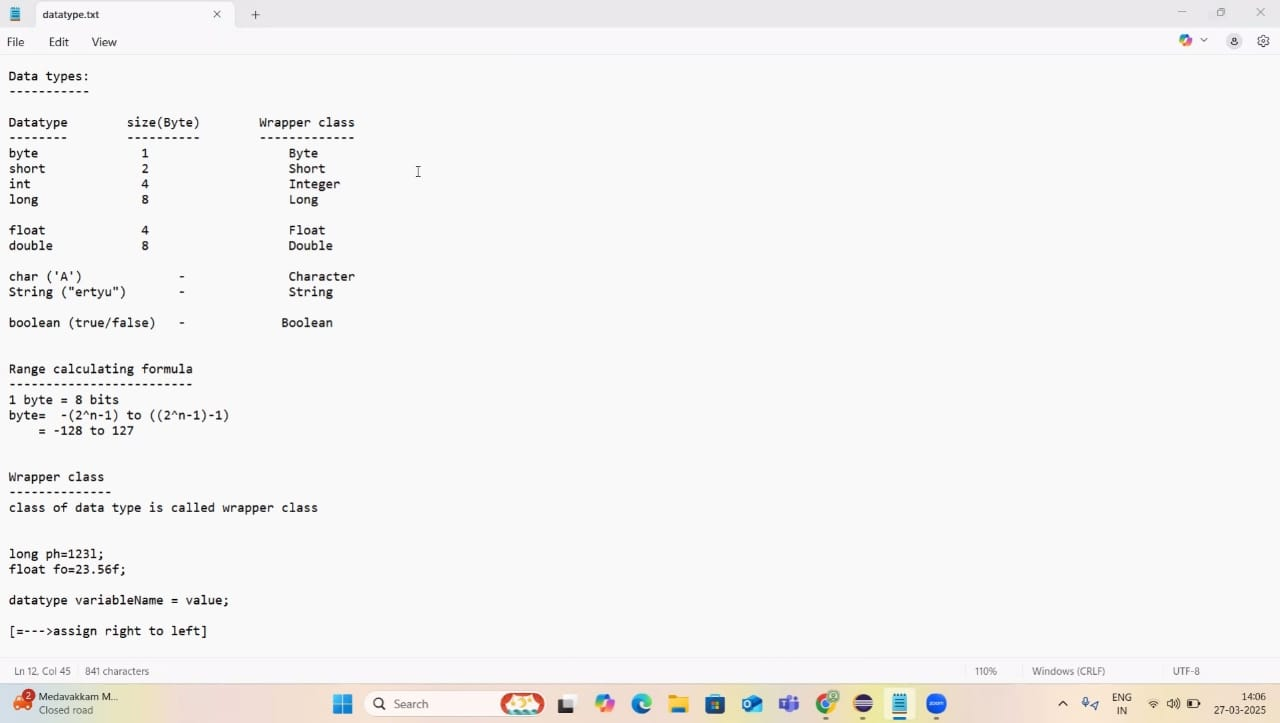 datatype.txt
File Edit View
Data types:
-----------
Datatype size(Byte) Wrapper class
-------- ---------- -------------
byte 1 Byte
short 2 Short
int 4 Integer
long 8 Long
float 4 Float
double 8 Double
char ('A') - Character
String ("ertyu") - String
boolean (true/false) - Boolean
Range calculating formula
-------------------------
1 byte = 8 bits
byte= -(2^n-1) to ((2^n-1)-1)
= -128 to 127
Wrapper class
--------------
class of data type is called wrapper class
long ph=123l;
float fo=23.56f;
datatype variableName = value;
[=--->assign right to left]
Ln 12, Col 45 841 characters 110% Windows (CRLF) UTF-8
2 Medavakkam M... Search zoom ENG 14:06
Closed road IN 27-03-2025